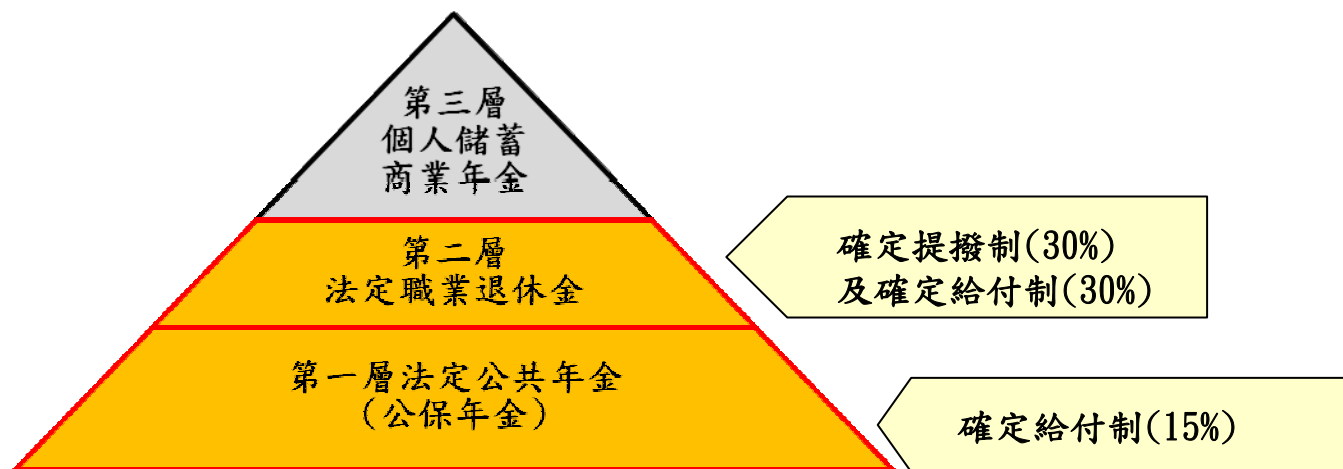 第三層
個人儲蓄
商業年金
第二層
法定職業退休金
確定提撥制(30%)
及確定給付制(30%)
第一層法定公共年金
(公保年金)
確定給付制(15%)